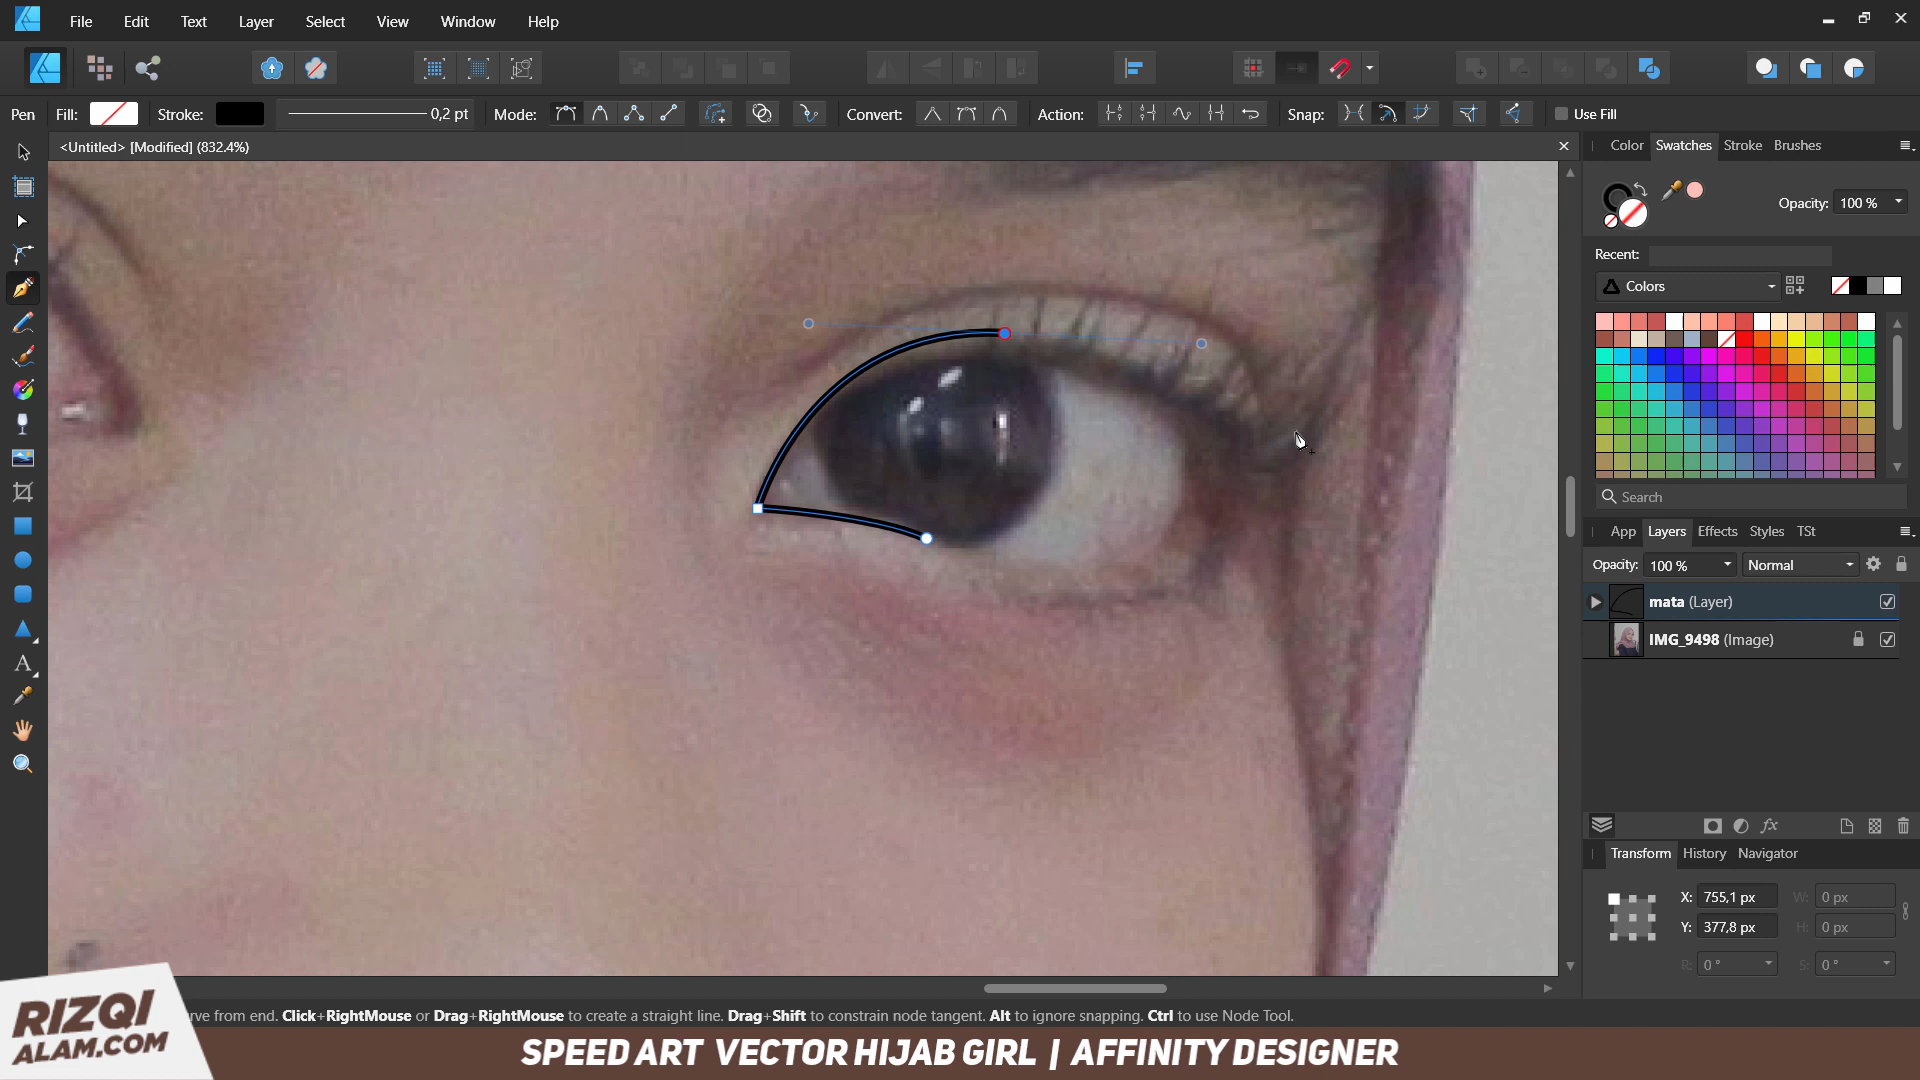 File Edit Text Layer Select View Window Help
Pen Fill: Stroke: 0,2 pt Mode: Convert: Action: Snap: Use Fill
<Untitled> [Modified] (832.4%)
Color Swatches Stroke Brushes
Opacity: 100 %
Recent:
Colors
Search
App Layers Effects Styles TSt
Opacity: 100 % Normal
mata (Layer)
IMG_9498 (Image)
fx
Transform History Navigator
X: 755,1 px W: 0 px
Y: 377,8 px H: 0 px
R: 0 ° S: 0 °
rve from end. Click+RightMouse or Drag+RightMouse to create a straight line. Drag+Shift to constrain node tangent. Alt to ignore snapping. Ctrl to use Node Tool.
RIZQI
ALAM.COM
SPEED ART VECTOR HIJAB GIRL | AFFINITY DESIGNER